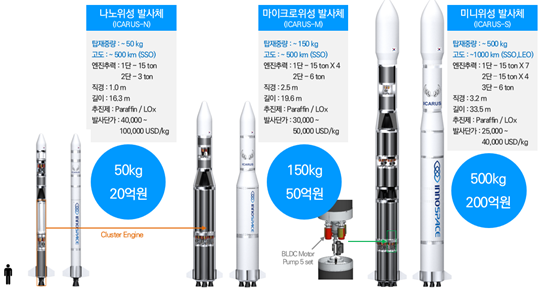 나노위성 발사체
(ICARUS-N)
탑재중량 : ~ 50kg
고도 : ~ 500 km (SSO)
엔진추력 : 1단 – 15 ton
2단 – 3 ton
직경 : 1.0 m
길이 : 16.3 m
추진제 : Paraffin / LOx
발사단가 : 40,000 ~
100,000 USD/kg
50kg
20억원
마이크로위성 발사체
(ICARUS-M)
탑재중량 : ~ 150kg
고도 : ~ 500 km (SSO)
엔진추력 : 1단 – 15 ton X 4
2단 – 6 ton
직경 : 2.5 m
길이 : 19.6 m
추진제 : Paraffin / LOx
발사단가 : 30,000 ~
50,000 USD/kg
150kg
50억원
미니위성 발사체
(ICARUS-S)
탑재중량 : ~ 500kg
고도 : ~1000 km (SSO,LEO)
엔진추력 : 1단 – 15 ton X 7
2단 – 15 ton X 4
3단 – 6 ton
직경 : 3.2 m
길이 : 33.5 m
추진제 : Paraffin / LOx
발사단가 : 25,000 ~
40,000 USD/kg
500kg
200억원
Cluster Engine
BLDC Motor
Pump 5 set
ICARUS
INNOSPACE
INNOSPACE
INNOSPACE